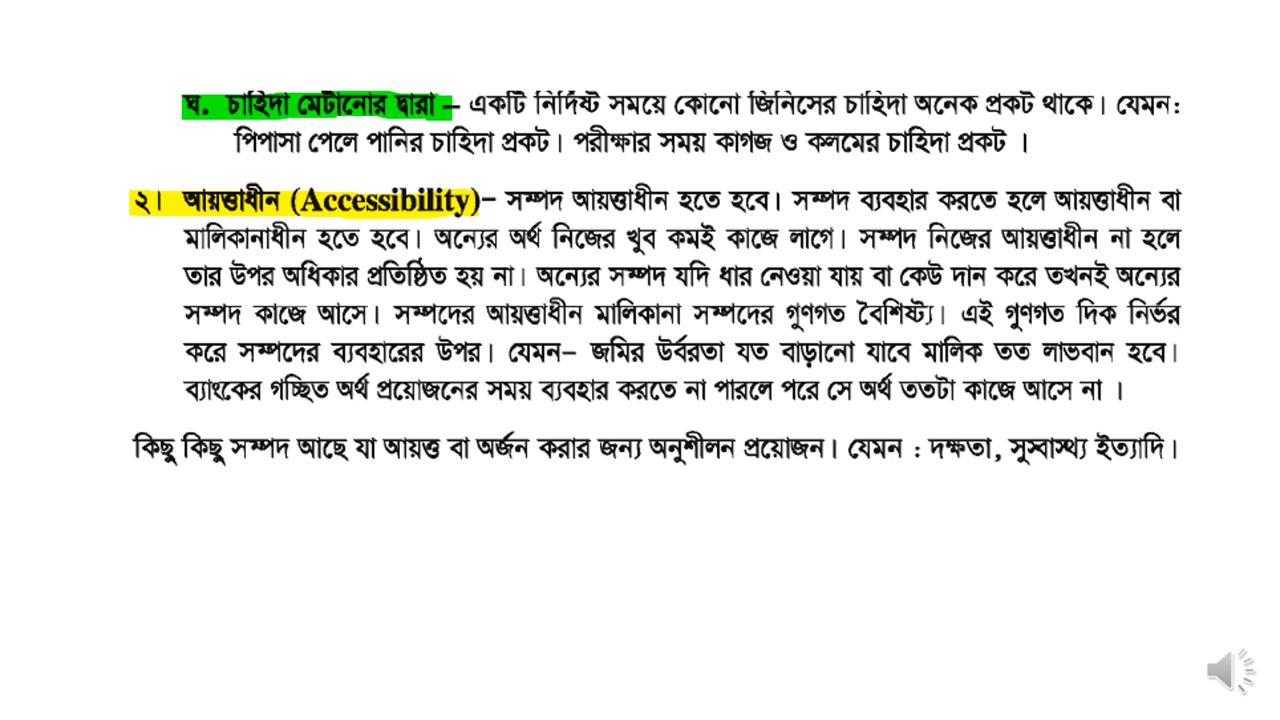 ঘ. চাহিদা মেটানোর দ্বারা – একটি নির্দিষ্ট সময়ে কোনো জিনিসের চাহিদা অনেক প্রকট থাকে। যেমন:
পিপাসা পেলে পানির চাহিদা প্রকট। পরীক্ষার সময় কাগজ ও কলমের চাহিদা প্রকট ।
২। আয়ত্তাধীন (Accessibility)– সম্পদ আয়ত্তাধীন হতে হবে। সম্পদ ব্যবহার করতে হলে আয়ত্তাধীন বা
মালিকানাধীন হতে হবে। অন্যের অর্থ নিজের খুব কমই কাজে লাগে। সম্পদ নিজের আয়ত্তাধীন না হলে
তার উপর অধিকার প্রতিষ্ঠিত হয় না। অন্যের সম্পদ যদি ধার নেওয়া যায় বা কেউ দান করে তখনই অন্যের
সম্পদ কাজে আসে। সম্পদের আয়ত্তাধীন মালিকানা সম্পদের গুণগত বৈশিষ্ট্য। এই গুণগত দিক নির্ভর
করে সম্পদের ব্যবহারের উপর। যেমন– জমির উর্বরতা যত বাড়ানো যাবে মালিক তত লাভবান হবে।
ব্যাংকের গচ্ছিত অর্থ প্রয়োজনের সময় ব্যবহার করতে না পারলে পরে সে অর্থ ততটা কাজে আসে না ।
কিছু কিছু সম্পদ আছে যা আয়ত্ত বা অর্জন করার জন্য অনুশীলন প্রয়োজন। যেমন : দক্ষতা, সুস্বাস্থ্য ইত্যাদি।